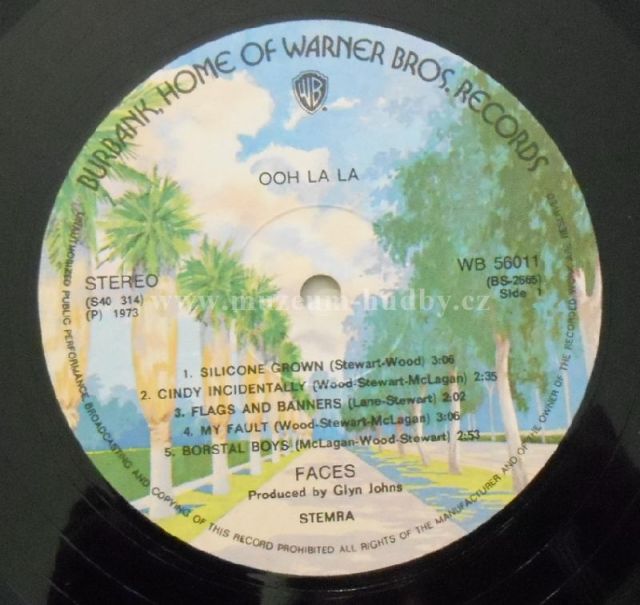 BURBANK, HOME OF WARNER BROS. RECORDS
WB
OOH LA LA
STEREO
(S40 314)
(P) 1973
WB 56011
(BS-2665)
Side 1
www.muzeum-hudby.cz
1. SILICONE GROWN (Stewart-Wood) 3:06
2. CINDY INCIDENTALLY (Wood-Stewart-McLagan) 2:35
3. FLAGS AND BANNERS (Lane-Stewart) 2:02
4. MY FAULT (Wood-Stewart-McLagan) 3:06
5. BORSTAL BOYS (McLagan-Wood-Stewart) 2:53
FACES
Produced by Glyn Johns
STEMRA
UNAUTHORIZED PUBLIC PERFORMANCE BROADCASTING AND COPYING OF THIS RECORD PROHIBITED ALL RIGHTS OF THE MANUFACTURER AND OF THE OWNER OF THE RECORDED WORK ARE RESERVED